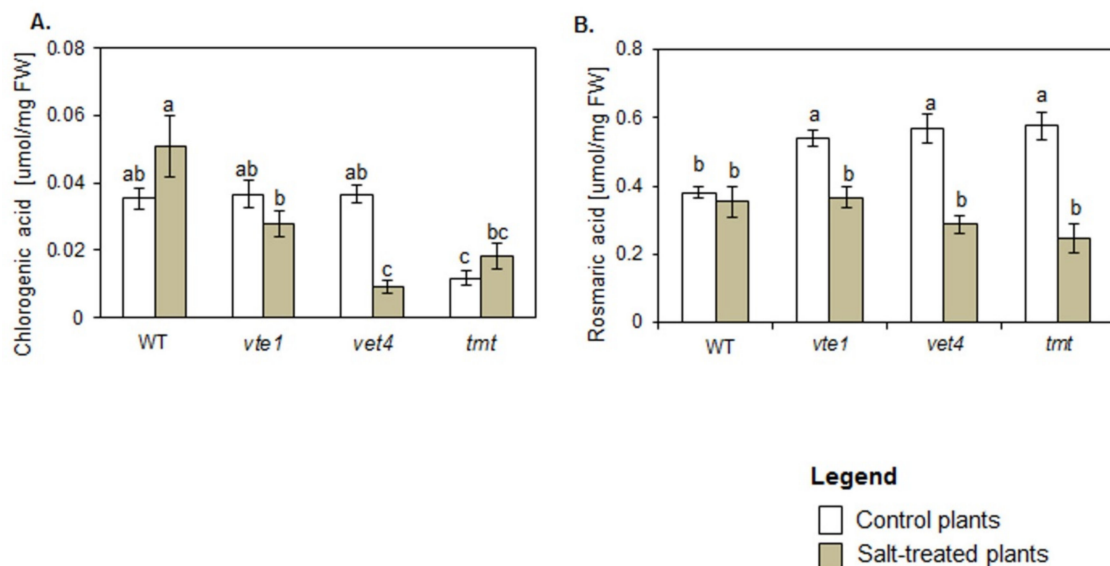 A.
Chlorogenic acid [umol/mg FW]
0.08
0.06
0.04
0.02
0
ab
a
ab
b
ab
c
c
bc
WT
vte1
vet4
tmt
B.
Rosmaric acid [umol/mg FW]
0.8
0.6
0.4
0.2
0
b
b
a
b
a
b
a
b
WT
vte1
vet4
tmt
Legend
Control plants
Salt-treated plants